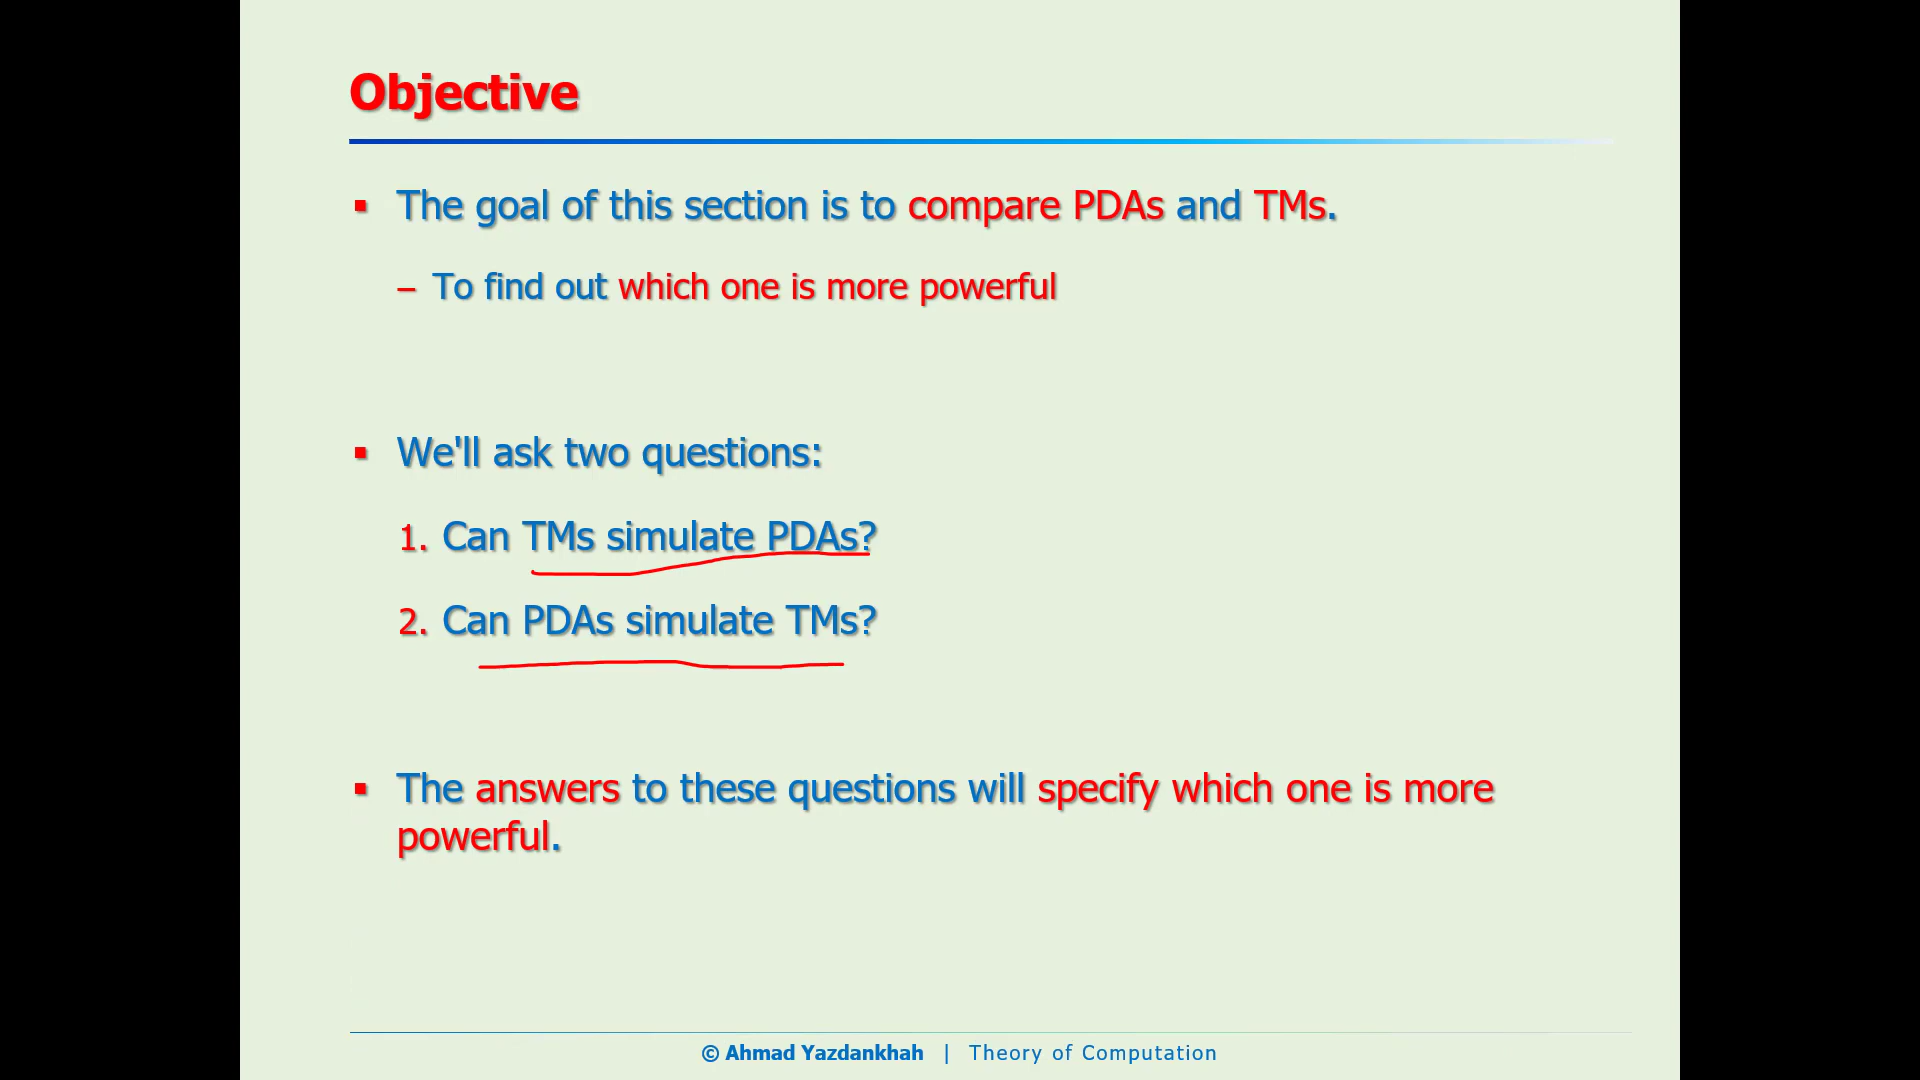 Objective
▪ The goal of this section is to compare PDAs and TMs.
– To find out which one is more powerful
▪ We'll ask two questions:
1. Can TMs simulate PDAs?
2. Can PDAs simulate TMs?
▪ The answers to these questions will specify which one is more
powerful.
© Ahmad Yazdankhah | Theory of Computation